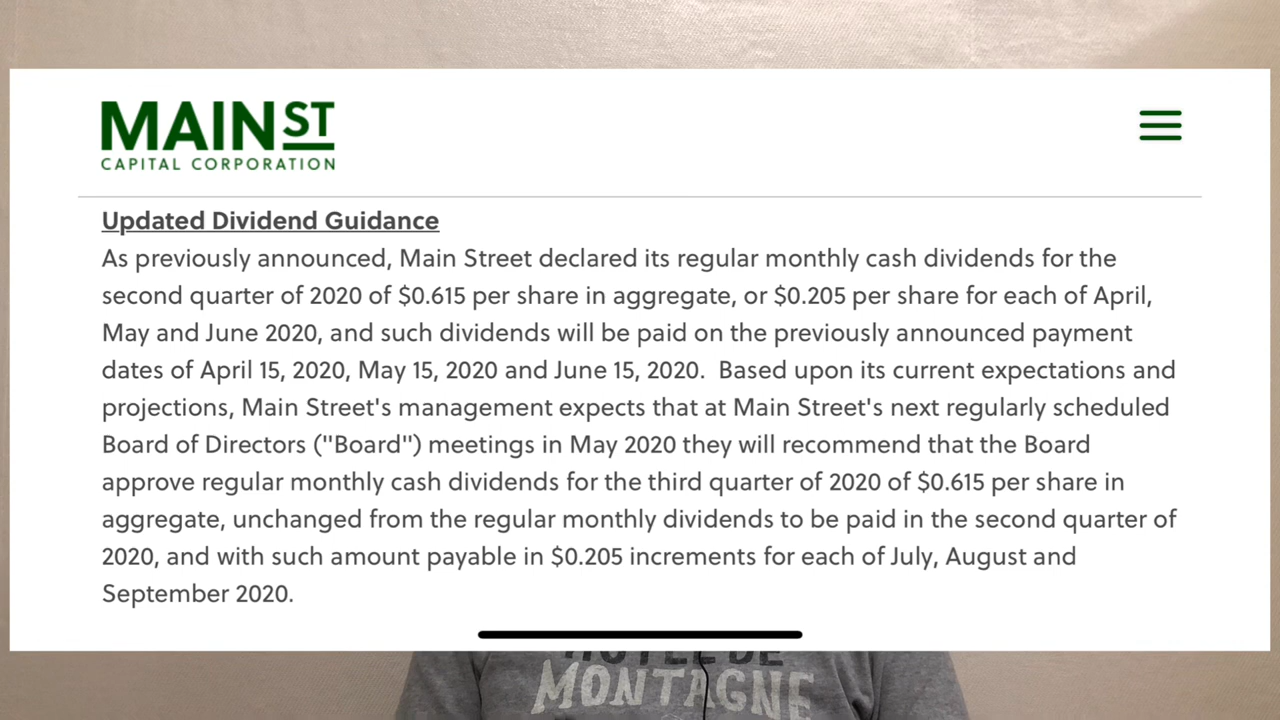 MAIN ST
CAPITAL CORPORATION
Updated Dividend Guidance
As previously announced, Main Street declared its regular monthly cash dividends for the
second quarter of 2020 of $0.615 per share in aggregate, or $0.205 per share for each of April,
May and June 2020, and such dividends will be paid on the previously announced payment
dates of April 15, 2020, May 15, 2020 and June 15, 2020.  Based upon its current expectations and
projections, Main Street's management expects that at Main Street's next regularly scheduled
Board of Directors ("Board") meetings in May 2020 they will recommend that the Board
approve regular monthly cash dividends for the third quarter of 2020 of $0.615 per share in
aggregate, unchanged from the regular monthly dividends to be paid in the second quarter of
2020, and with such amount payable in $0.205 increments for each of July, August and
September 2020.
DE
MONTAGNE